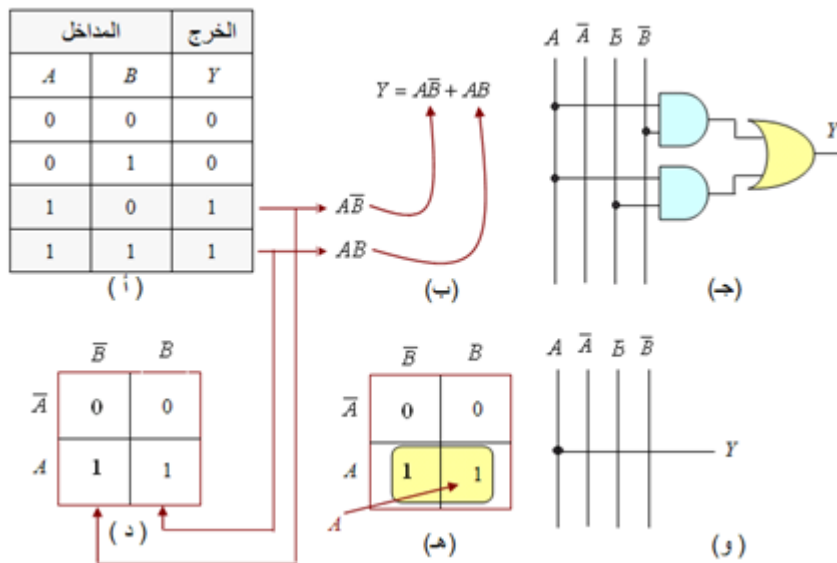 المداخل الخرج
A B Y
0 0 0
0 1 0
1 0 1
1 1 1
(أ)
Y = AB̅ + AB
AB̅
AB
(ب)
A A̅ B B̅
Y
(جـ)
B̅ B
A̅ 0 0
A 1 1
(د)
B̅ B
A̅ 0 0
A 1 1
A
(هـ)
A A̅ B B̅
Y
(و)